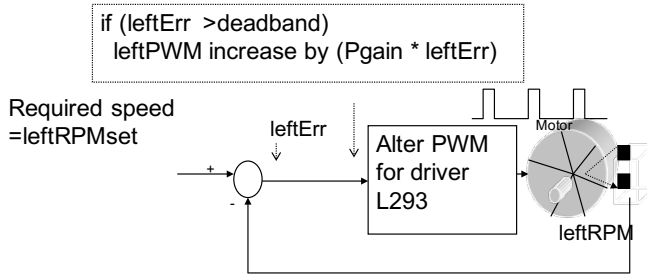 if (leftErr >deadband)
leftPWM increase by (Pgain * leftErr)
Required speed
=leftRPMset
leftErr
+
-
Alter PWM
for driver
L293
Motor
leftRPM